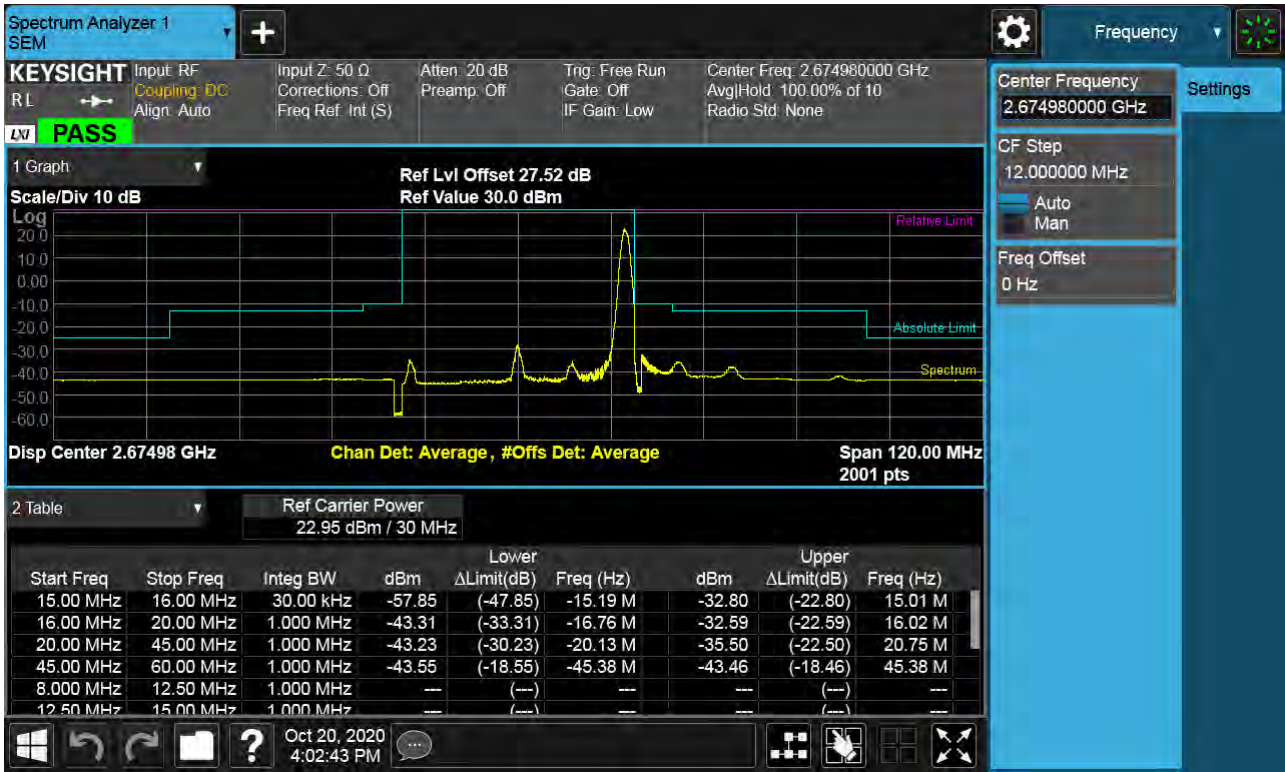 Spectrum Analyzer 1
SEM
Frequency
KEYSIGHT
Input: RF
Coupling: DC
Align: Auto
Input Z: 50 Ω
Corrections: Off
Freq Ref: Int (S)
Atten: 20 dB
Preamp: Off
Trig: Free Run
Gate: Off
IF Gain: Low
Center Freq: 2.674980000 GHz
Avg|Hold: 100.00% of 10
Radio Std: None
RL
LXI PASS
Center Frequency
2.674980000 GHz
Settings
CF Step
12.000000 MHz
Auto
Man
Freq Offset
0 Hz
1 Graph
Scale/Div 10 dB
Ref Lvl Offset 27.52 dB
Ref Value 30.0 dBm
Log
20.0
10.0
0.00
-10.0
-20.0
-30.0
-40.0
-50.0
-60.0
Relative Limit
Absolute Limit
Spectrum
Disp Center 2.67498 GHz
Chan Det: Average, #Offs Det: Average
Span 120.00 MHz
2001 pts
2 Table
Ref Carrier Power
22.95 dBm / 30 MHz
Lower Upper
Start Freq Stop Freq Integ BW dBm ΔLimit(dB) Freq (Hz) dBm ΔLimit(dB) Freq (Hz)
15.00 MHz 16.00 MHz 30.00 kHz -57.85 (-47.85) -15.19 M -32.80 (-22.80) 15.01 M
16.00 MHz 20.00 MHz 1.000 MHz -43.31 (-33.31) -16.76 M -32.59 (-22.59) 16.02 M
20.00 MHz 45.00 MHz 1.000 MHz -43.23 (-30.23) -20.13 M -35.50 (-22.50) 20.75 M
45.00 MHz 60.00 MHz 1.000 MHz -43.55 (-18.55) -45.38 M -43.46 (-18.46) 45.38 M
8.000 MHz 12.50 MHz 1.000 MHz --- (---) --- --- (---) ---
12.50 MHz 15.00 MHz 1.000 MHz --- (---) --- --- (---) ---
?
Oct 20, 2020
4:02:43 PM